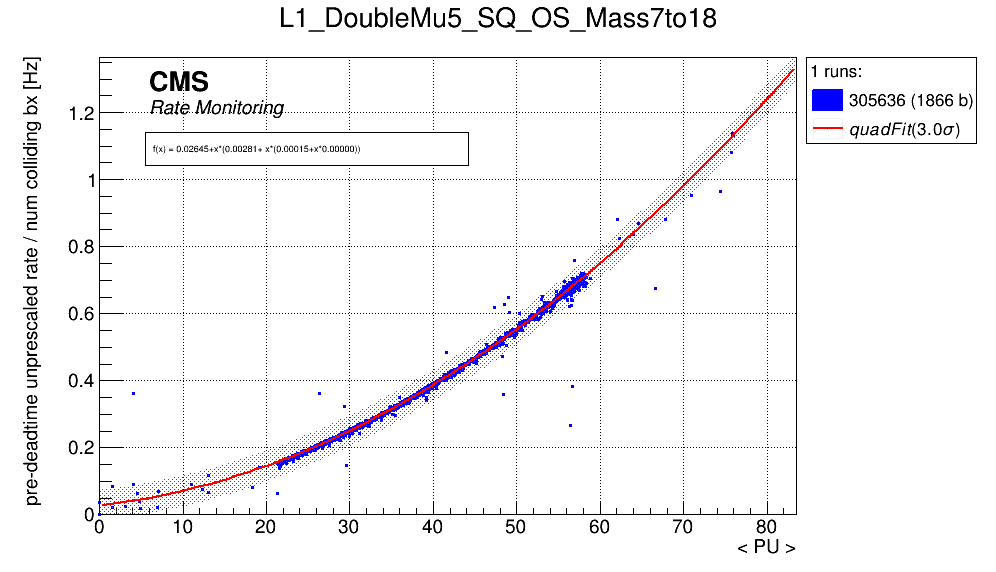 L1_DoubleMu5_SQ_OS_Mass7to18
pre-deadtime unprescaled rate / num colliding bx [Hz]
CMS
Rate Monitoring
f(x) = 0.02645+x*(0.00281+ x*(0.00015+x*0.00000))
1 runs:
305636 (1866 b)
quadFit(3.0σ)
1.2
1
0.8
0.6
0.4
0.2
0
0 10 20 30 40 50 60 70 80
< PU >